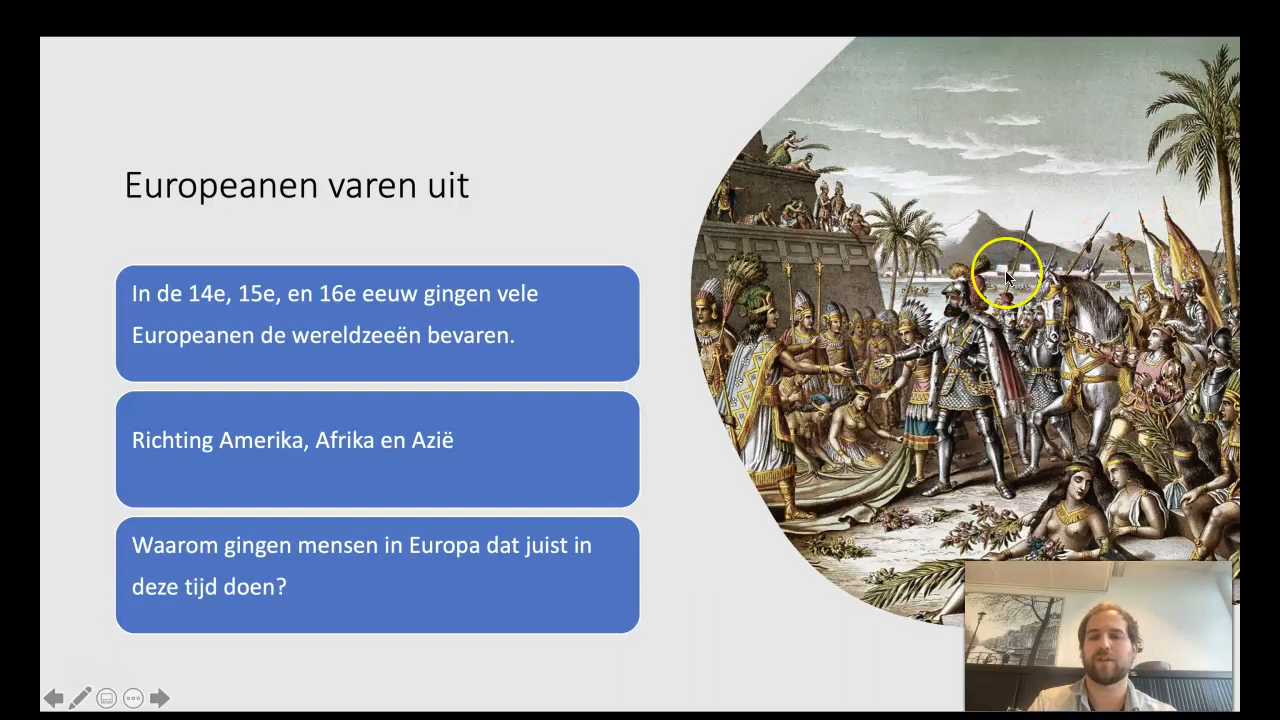 Europeanen varen uit
In de 14e, 15e, en 16e eeuw gingen vele
Europeanen de wereldzeeën bevaren.
Richting Amerika, Afrika en Azië
Waarom gingen mensen in Europa dat juist in
deze tijd doen?